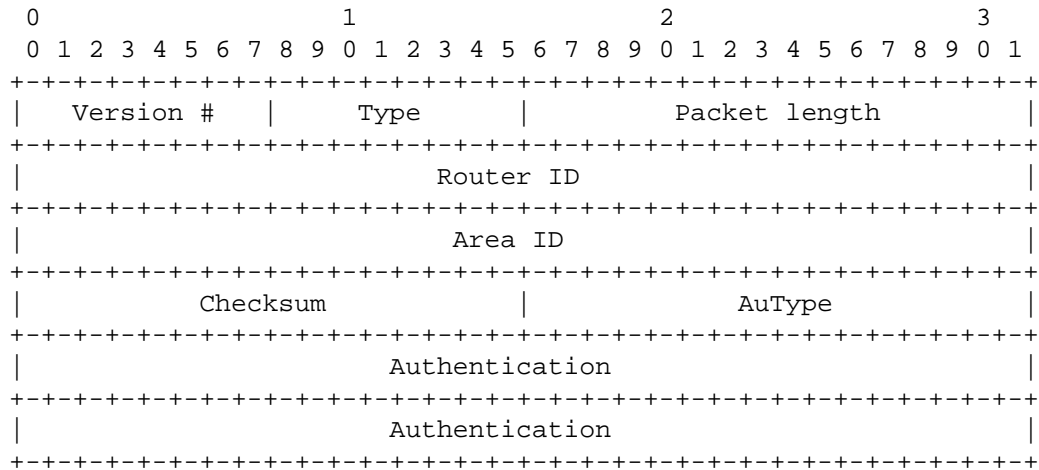 0                   1                   2                   3
 0 1 2 3 4 5 6 7 8 9 0 1 2 3 4 5 6 7 8 9 0 1 2 3 4 5 6 7 8 9 0 1
+-+-+-+-+-+-+-+-+-+-+-+-+-+-+-+-+-+-+-+-+-+-+-+-+-+-+-+-+-+-+-+-+
|   Version #   |     Type      |         Packet length         |
+-+-+-+-+-+-+-+-+-+-+-+-+-+-+-+-+-+-+-+-+-+-+-+-+-+-+-+-+-+-+-+-+
|                          Router ID                            |
+-+-+-+-+-+-+-+-+-+-+-+-+-+-+-+-+-+-+-+-+-+-+-+-+-+-+-+-+-+-+-+-+
|                           Area ID                             |
+-+-+-+-+-+-+-+-+-+-+-+-+-+-+-+-+-+-+-+-+-+-+-+-+-+-+-+-+-+-+-+-+
|           Checksum            |             AuType            |
+-+-+-+-+-+-+-+-+-+-+-+-+-+-+-+-+-+-+-+-+-+-+-+-+-+-+-+-+-+-+-+-+
|                       Authentication                          |
+-+-+-+-+-+-+-+-+-+-+-+-+-+-+-+-+-+-+-+-+-+-+-+-+-+-+-+-+-+-+-+-+
|                       Authentication                          |
+-+-+-+-+-+-+-+-+-+-+-+-+-+-+-+-+-+-+-+-+-+-+-+-+-+-+-+-+-+-+-+-+